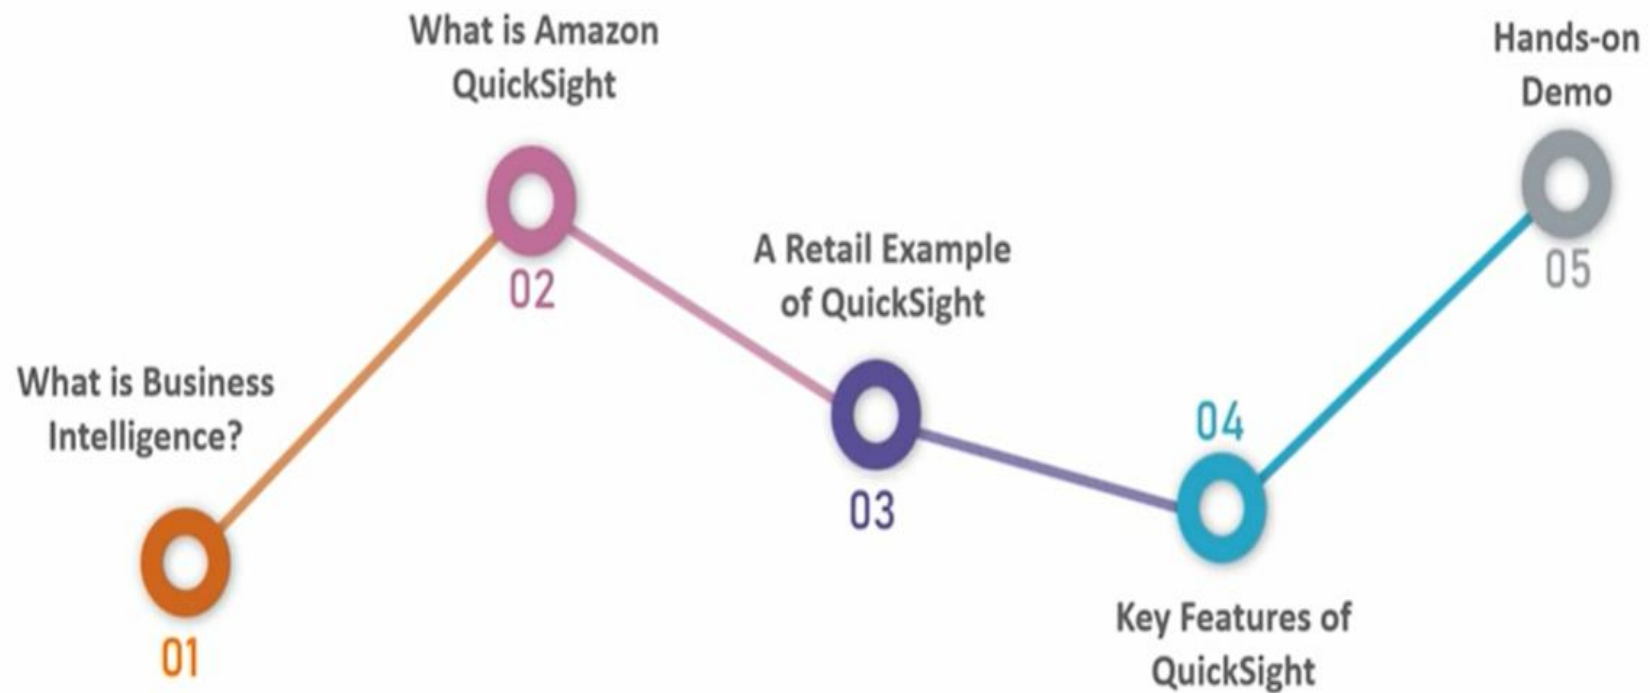 What is Business
Intelligence?
01
What is Amazon
QuickSight
02
A Retail Example
of QuickSight
03
04
Key Features of
QuickSight
Hands-on
Demo
05